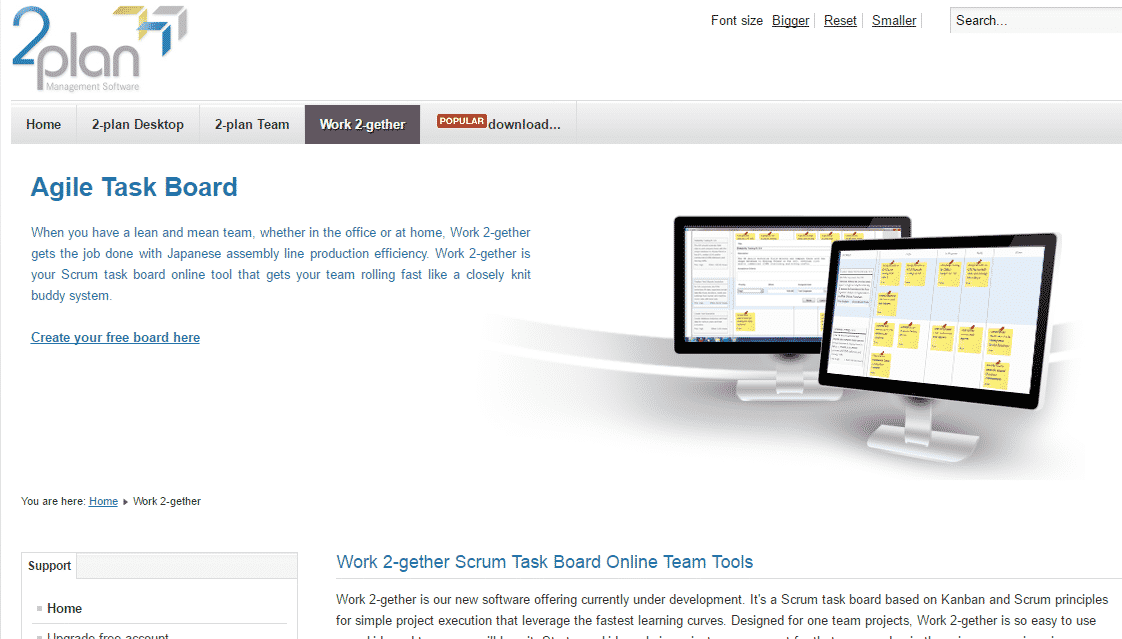 2plan
Management Software
Font size Bigger Reset Smaller
Search...
Home
2-plan Desktop
2-plan Team
Work 2-gether
POPULAR download...
Agile Task Board
When you have a lean and mean team, whether in the office or at home, Work 2-gether
gets the job done with Japanese assembly line production efficiency. Work 2-gether is
your Scrum task board online tool that gets your team rolling fast like a closely knit
buddy system.
Create your free board here
You are here: Home Work 2-gether
Support
Home
Upgrade free account
Work 2-gether Scrum Task Board Online Team Tools
Work 2-gether is our new software offering currently under development. It's a Scrum task board based on Kanban and Scrum principles
for simple project execution that leverage the fastest learning curves. Designed for one team projects, Work 2-gether is so easy to use